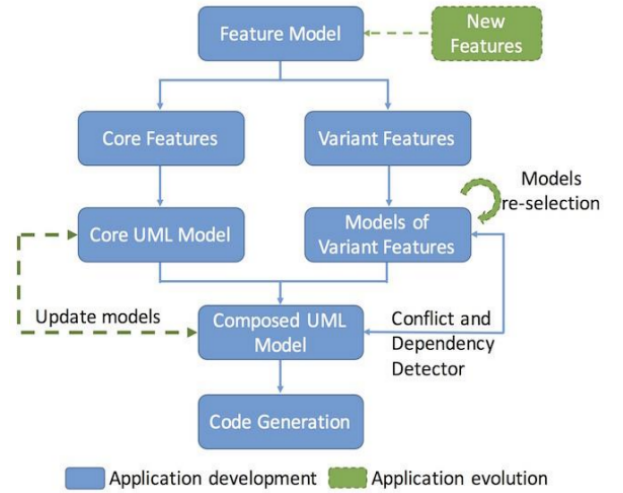 Feature Model
New
Features
Core Features
Variant Features
Models
re-selection
Core UML Model
Models of
Variant Features
Update models
Composed UML
Model
Conflict and
Dependency
Detector
Code Generation
Application development
Application evolution